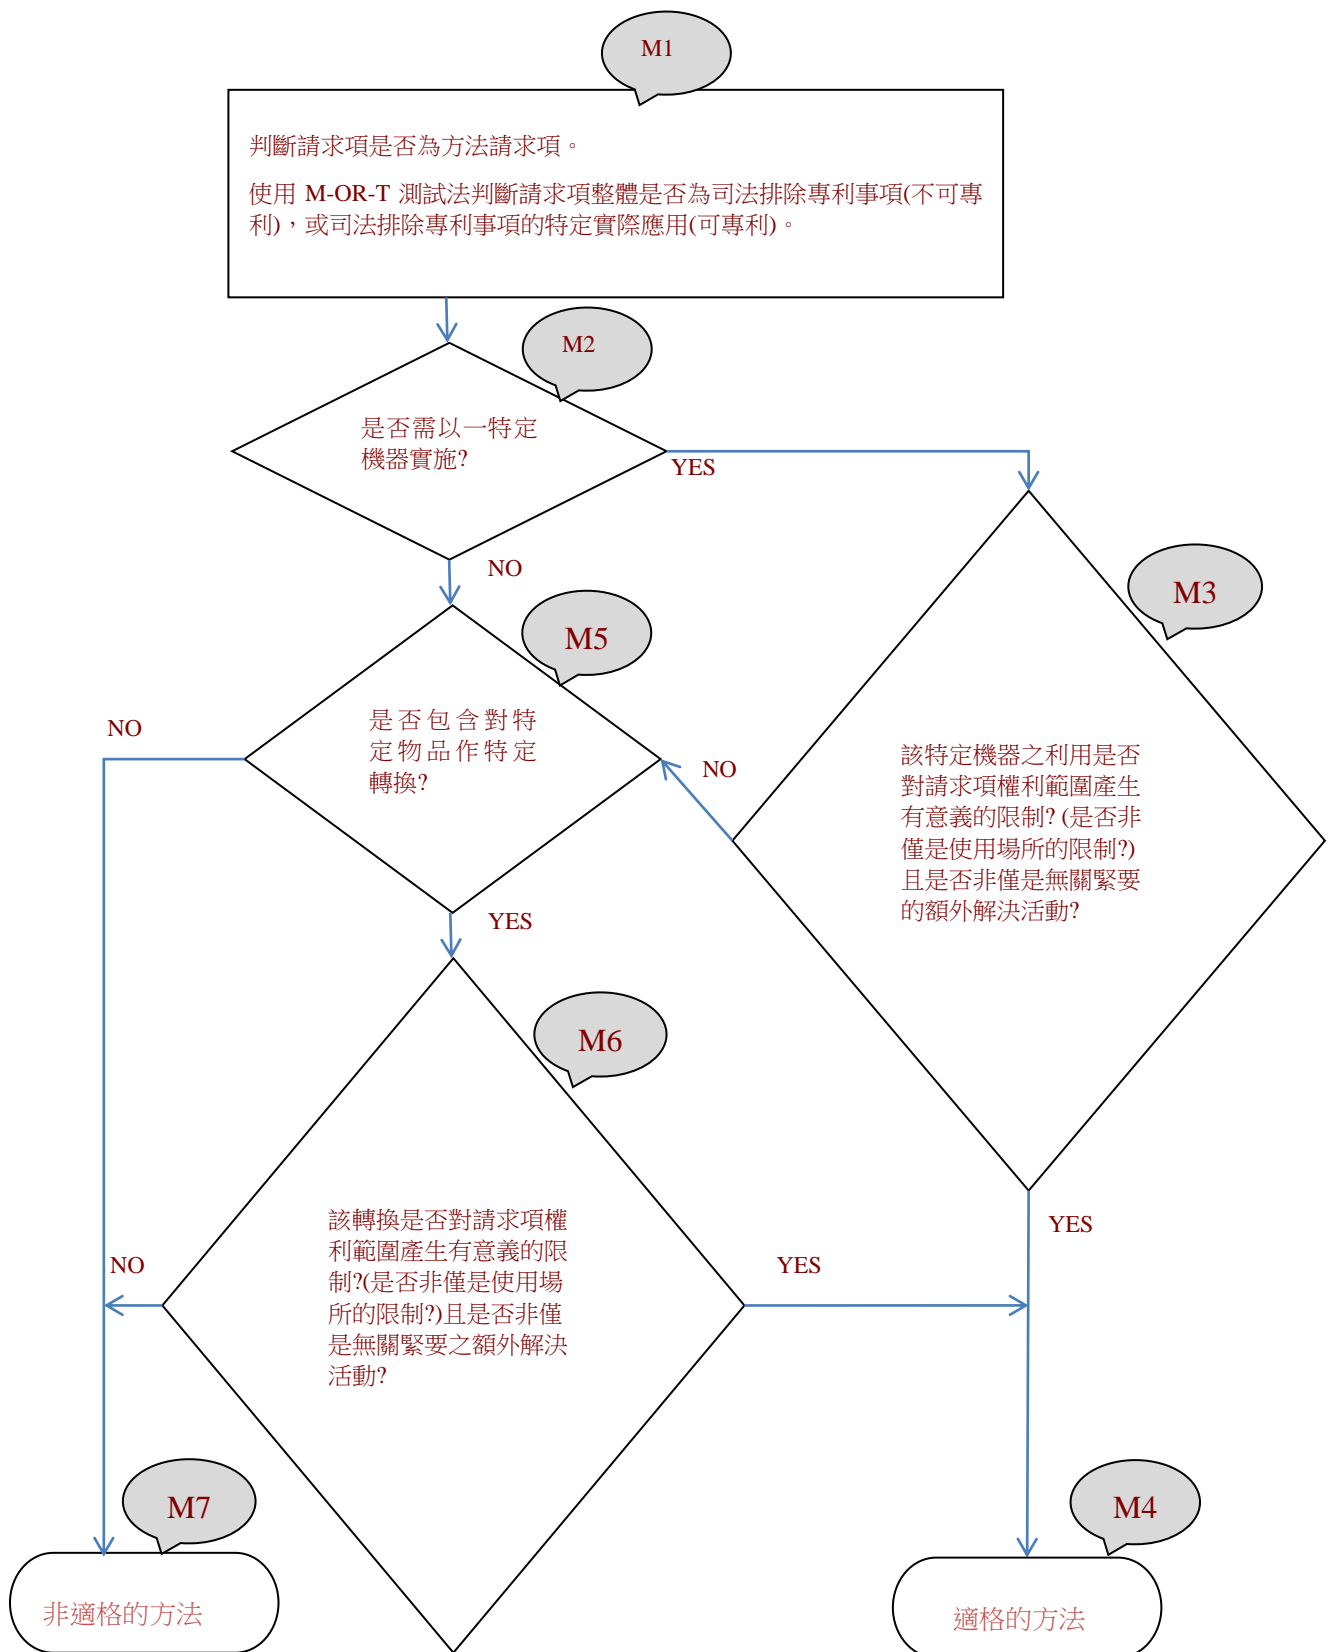 M1
判斷請求項是否為方法請求項。
使用 M-OR-T 測試法判斷請求項整體是否為司法排除專利事項(不可專
利)，或司法排除專利事項的特定實際應用(可專利)。
M2
是否需以一特定
機器實施?
YES
NO
M3
M5
是否包含對特
定物品作特定
轉換?
NO
NO
該特定機器之利用是否
對請求項權利範圍產生
有意義的限制? (是否非
僅是使用場所的限制?)
且是否非僅是無關緊要
的額外解決活動?
YES
M6
該轉換是否對請求項權
利範圍產生有意義的限
制?(是否非僅是使用場
所的限制?)且是否非僅
是無關緊要之額外解決
活動?
YES
NO
YES
M7
M4
非適格的方法
適格的方法